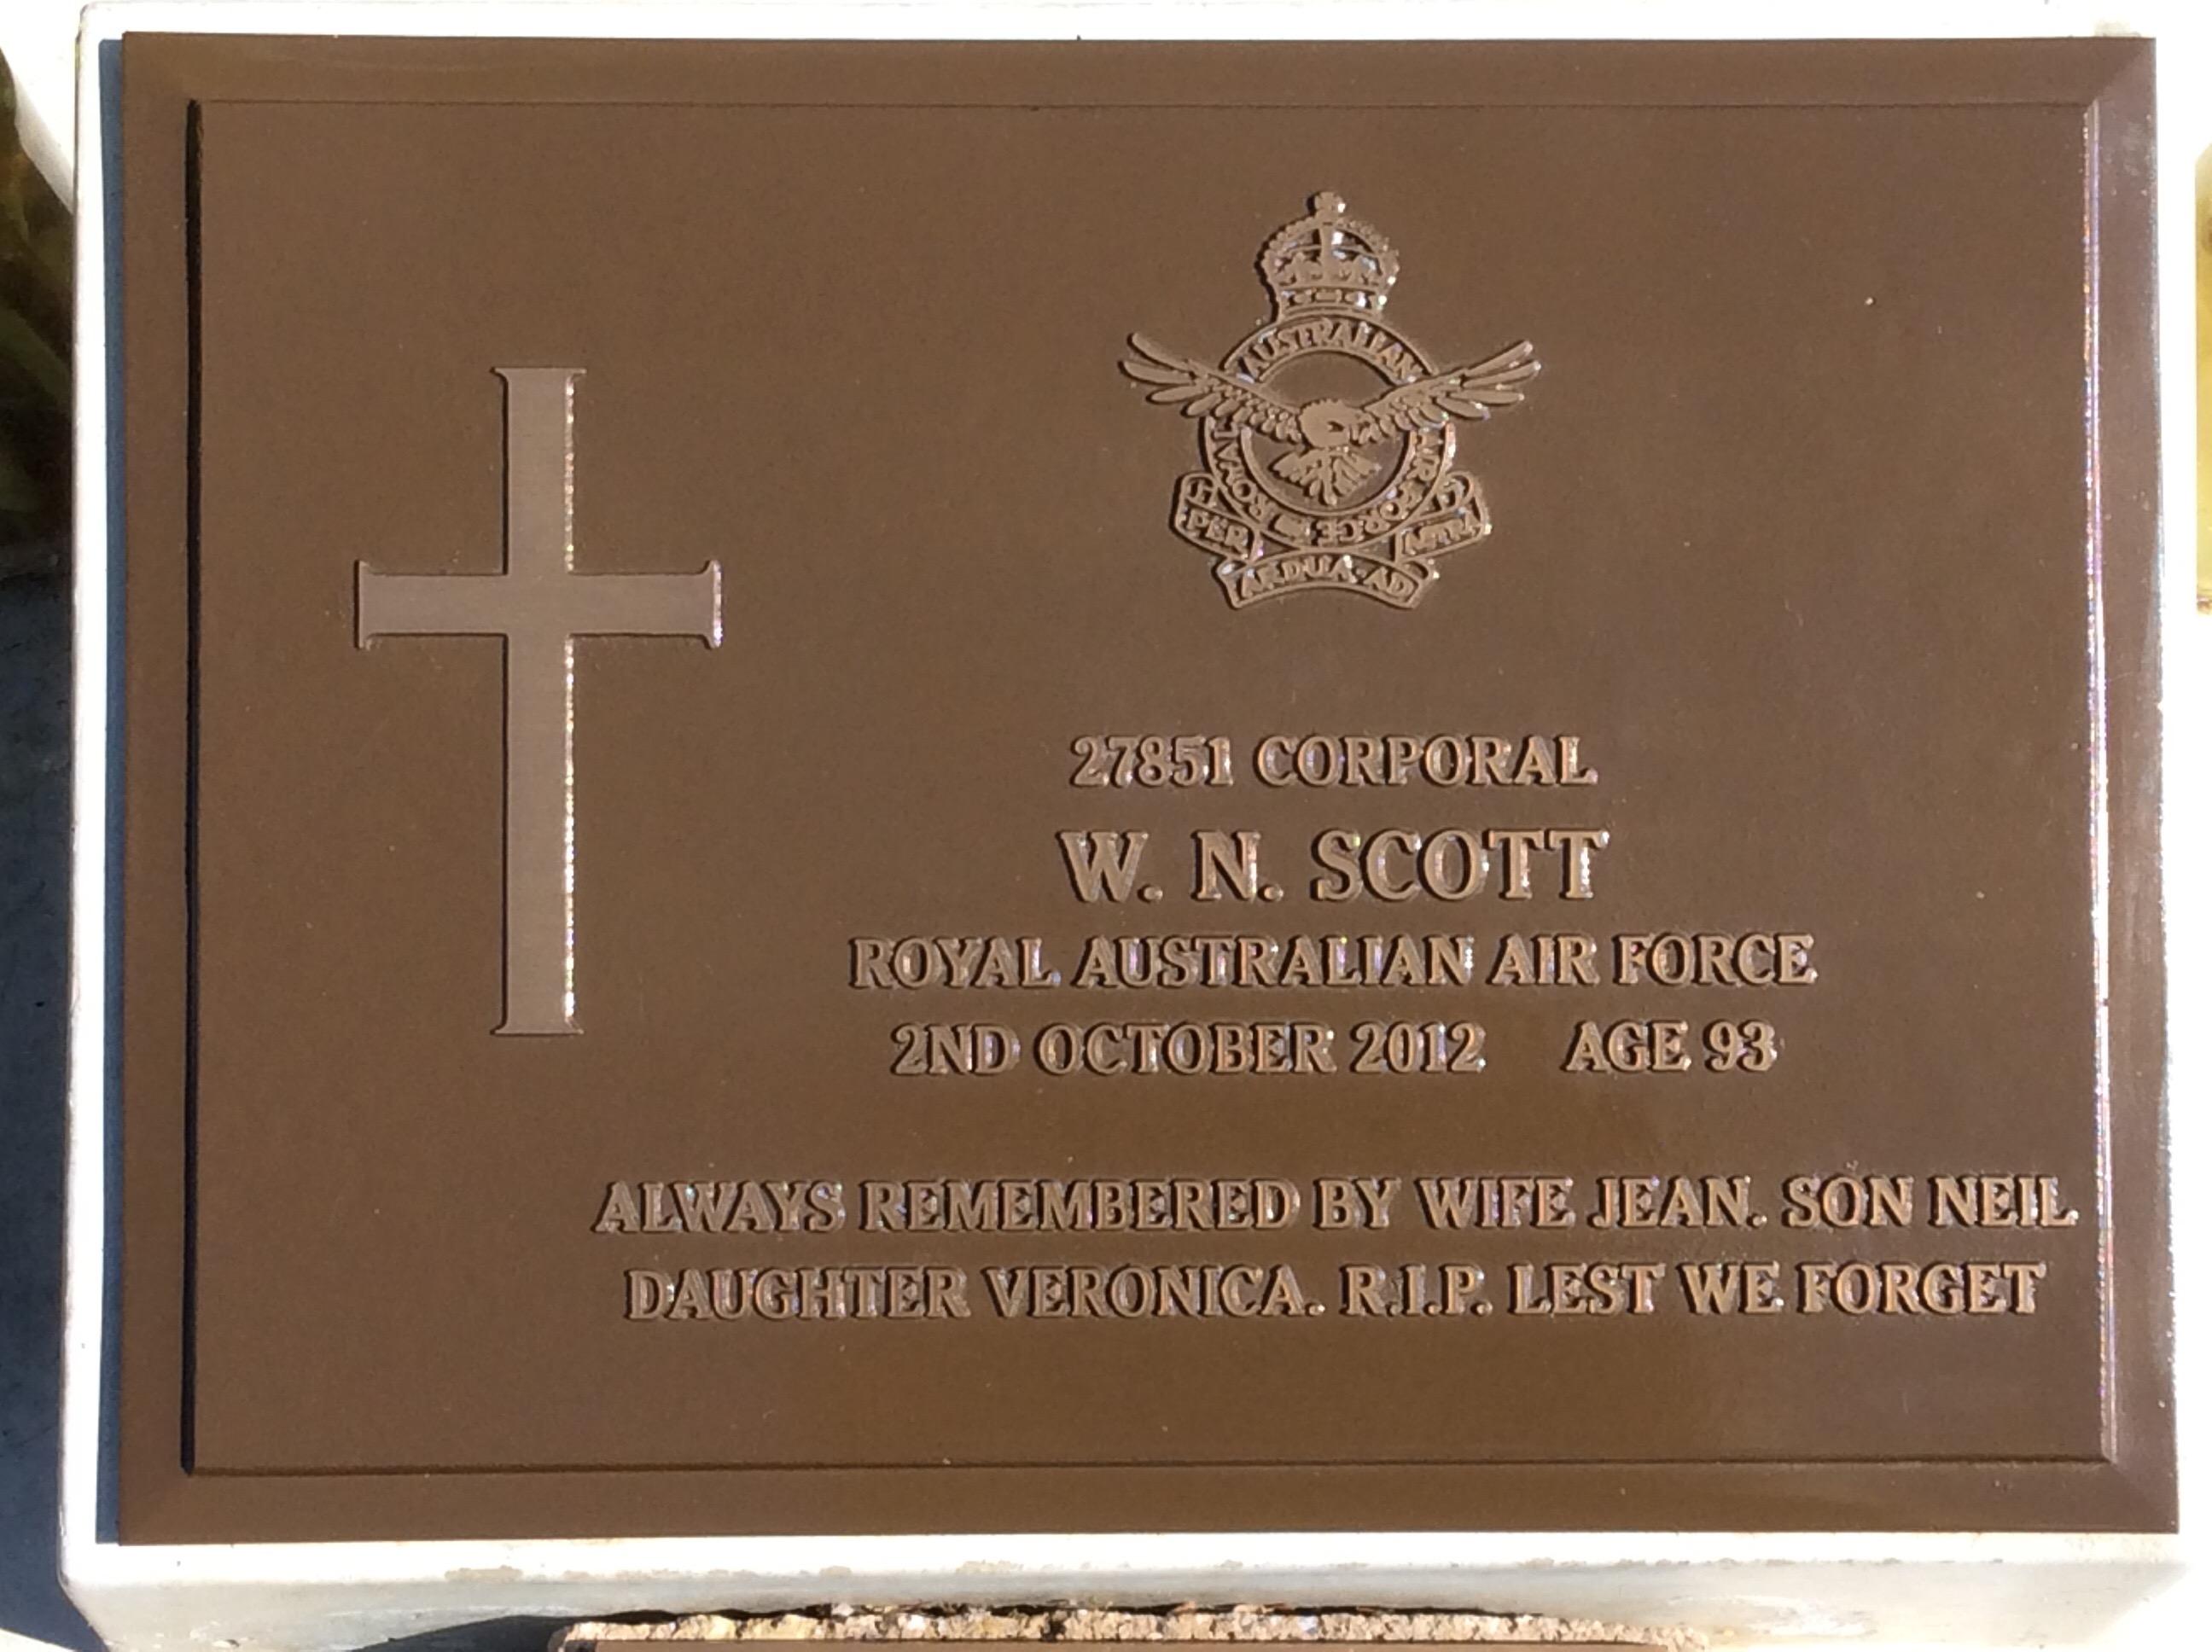 AUSTRALIAN
ROYAL AIR FORCE
PER ARDUA AD ASTRA
27851 CORPORAL
W. N. SCOTT
ROYAL AUSTRALIAN AIR FORCE
2ND OCTOBER 2012 AGE 93
ALWAYS REMEMBERED BY WIFE JEAN. SON NEIL
DAUGHTER VERONICA. R.I.P. LEST WE FORGET